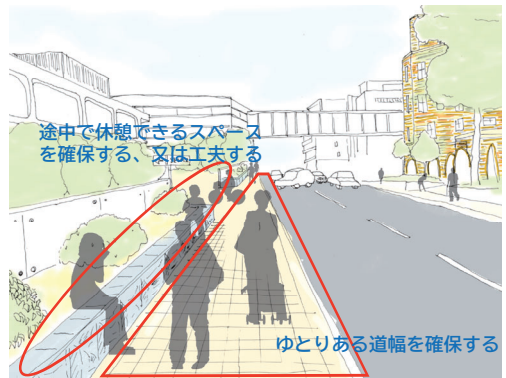 途中で休憩できるスペース
を確保する、又は工夫する
ゆとりある道幅を確保する